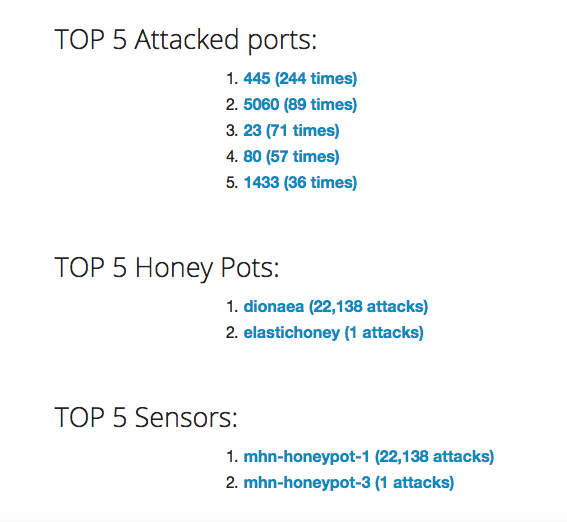 TOP 5 Attacked ports:
1. 445 (244 times)
2. 5060 (89 times)
3. 23 (71 times)
4. 80 (57 times)
5. 1433 (36 times)
TOP 5 Honey Pots:
1. dionaea (22,138 attacks)
2. elastichoney (1 attacks)
TOP 5 Sensors:
1. mhn-honeypot-1 (22,138 attacks)
2. mhn-honeypot-3 (1 attacks)